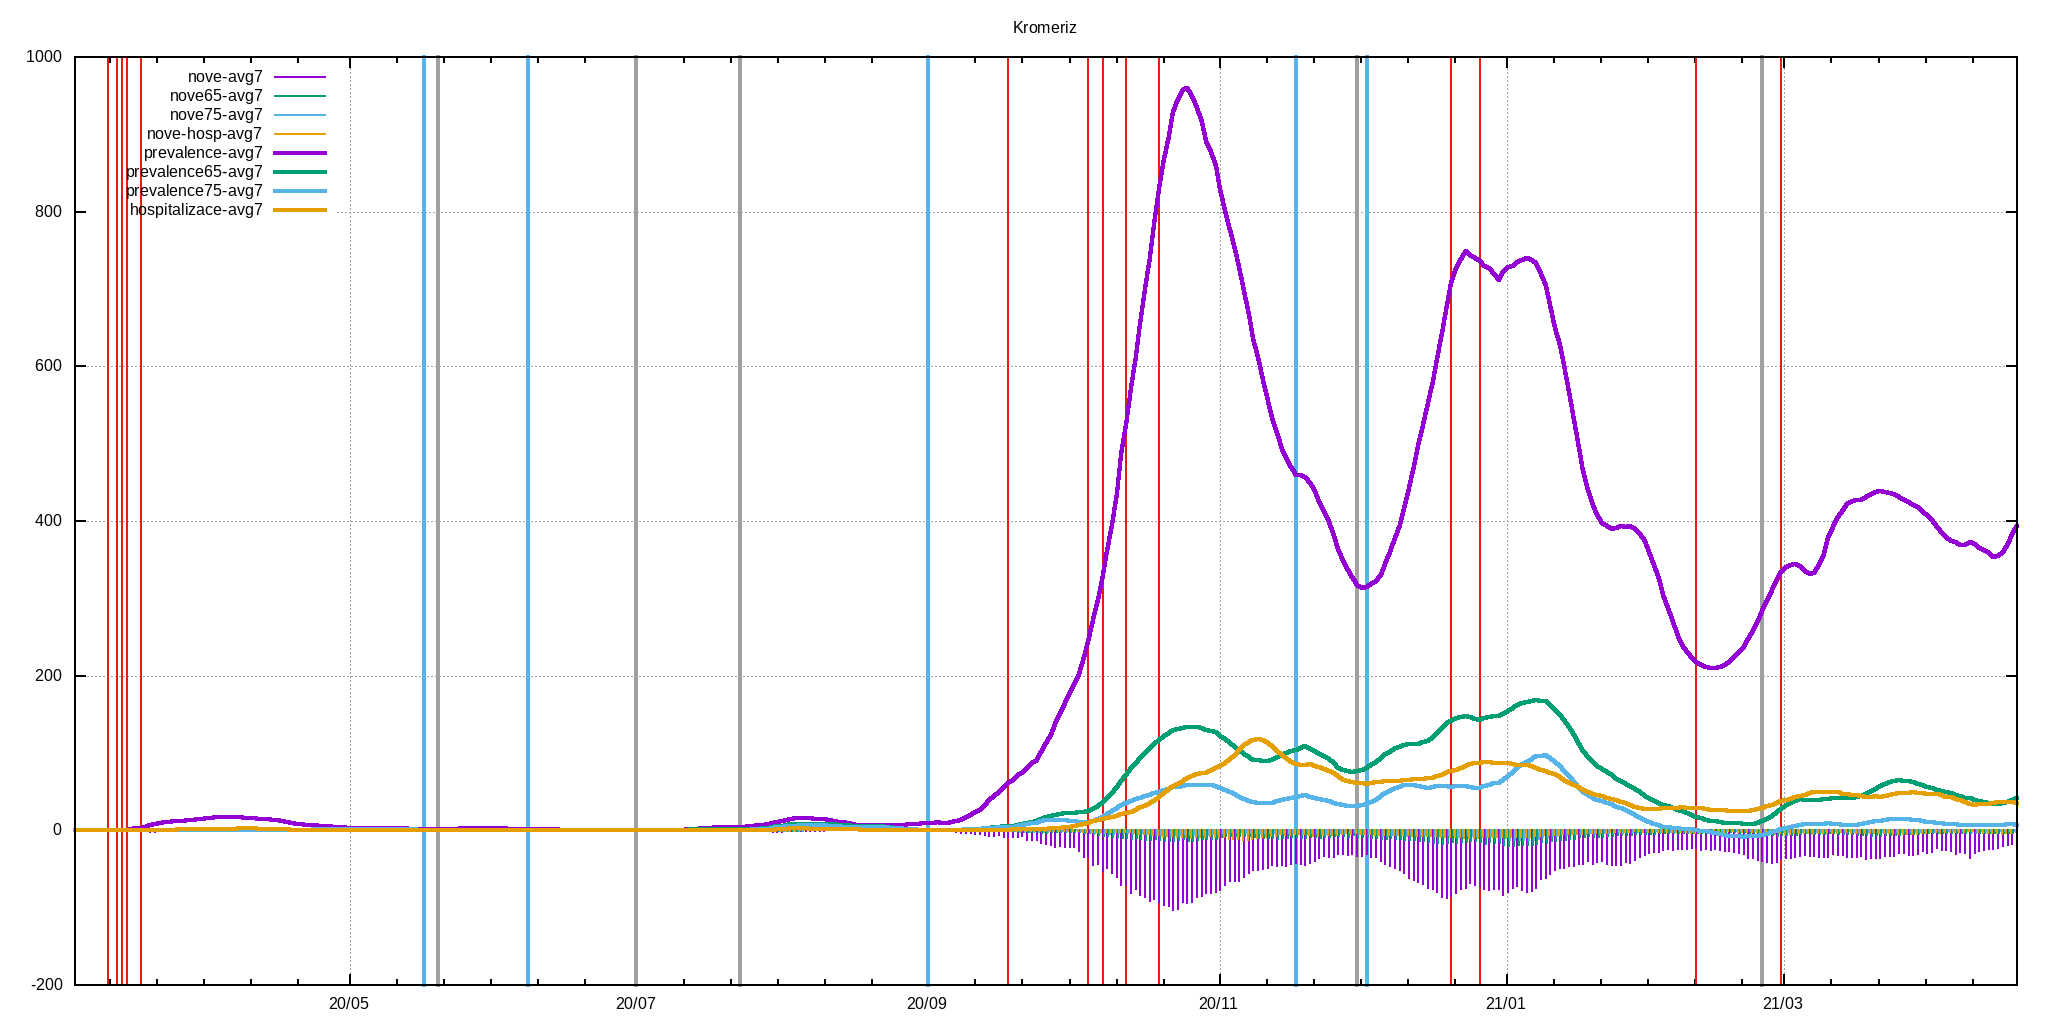 Kromeriz
1000
800
600
400
200
0
-200
nove-avg7
nove65-avg7
nove75-avg7
nove-hosp-avg7
prevalence-avg7
prevalence65-avg7
prevalence75-avg7
hospitalizace-avg7
20/05
20/07
20/09
20/11
21/01
21/03